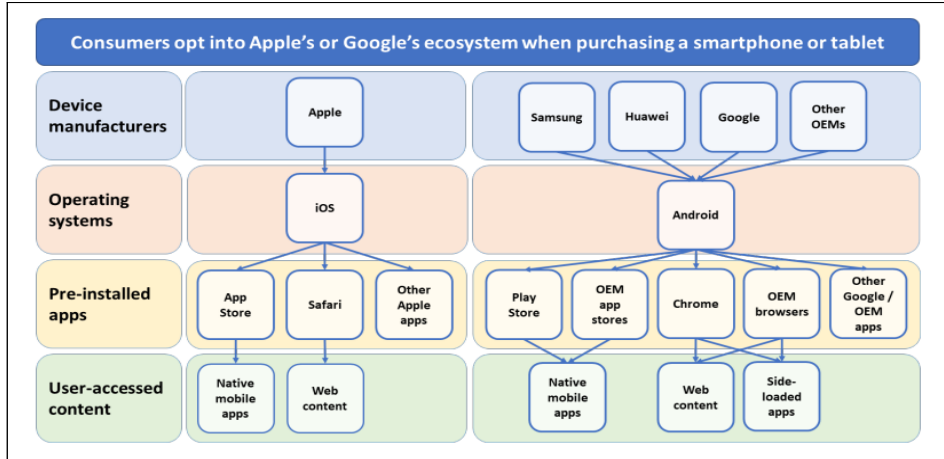 Consumers opt into Apple's or Google's ecosystem when purchasing a smartphone or tablet
Device
manufacturers
Apple
Samsung
Huawei
Google
Other
OEMs
Operating
systems
iOS
Android
Pre-installed
apps
App
Store
Safari
Other
Apple
apps
Play
Store
OEM
app
stores
Chrome
OEM
browsers
Other
Google /
OEM
apps
User-accessed
content
Native
mobile
apps
Web
content
Native
mobile
apps
Web
content
Side-
loaded
apps